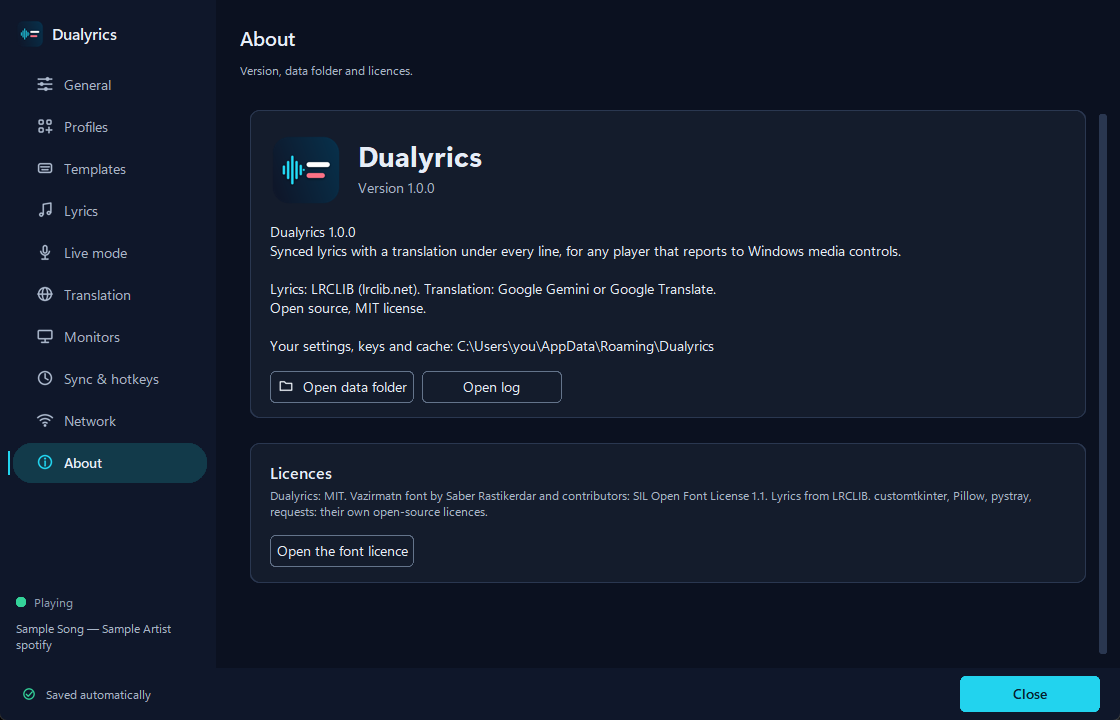 Dualyrics
General
Profiles
Templates
Lyrics
Live mode
Translation
Monitors
Sync & hotkeys
Network
About
Playing
Sample Song — Sample Artist
spotify
Saved automatically
About
Version, data folder and licences.
Dualyrics
Version 1.0.0
Dualyrics 1.0.0
Synced lyrics with a translation under every line, for any player that reports to Windows media controls.
Lyrics: LRCLIB (lrclib.net). Translation: Google Gemini or Google Translate.
Open source, MIT license.
Your settings, keys and cache: C:\Users\you\AppData\Roaming\Dualyrics
Open data folder
Open log
Licences
Dualyrics: MIT. Vazirmatn font by Saber Rastikerdar and contributors: SIL Open Font License 1.1. Lyrics from LRCLIB. customtkinter, Pillow, pystray,
requests: their own open-source licences.
Open the font licence
Close